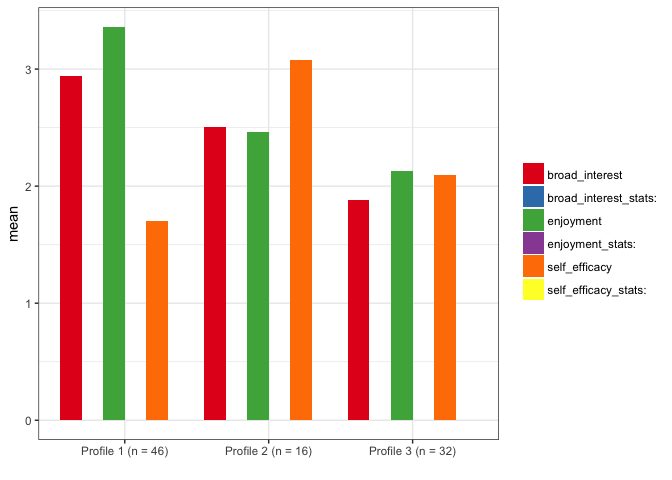 mean
3
2
1
0
Profile 1 (n = 46)
Profile 2 (n = 16)
Profile 3 (n = 32)
broad_interest
broad_interest_stats:
enjoyment
enjoyment_stats:
self_efficacy
self_efficacy_stats: